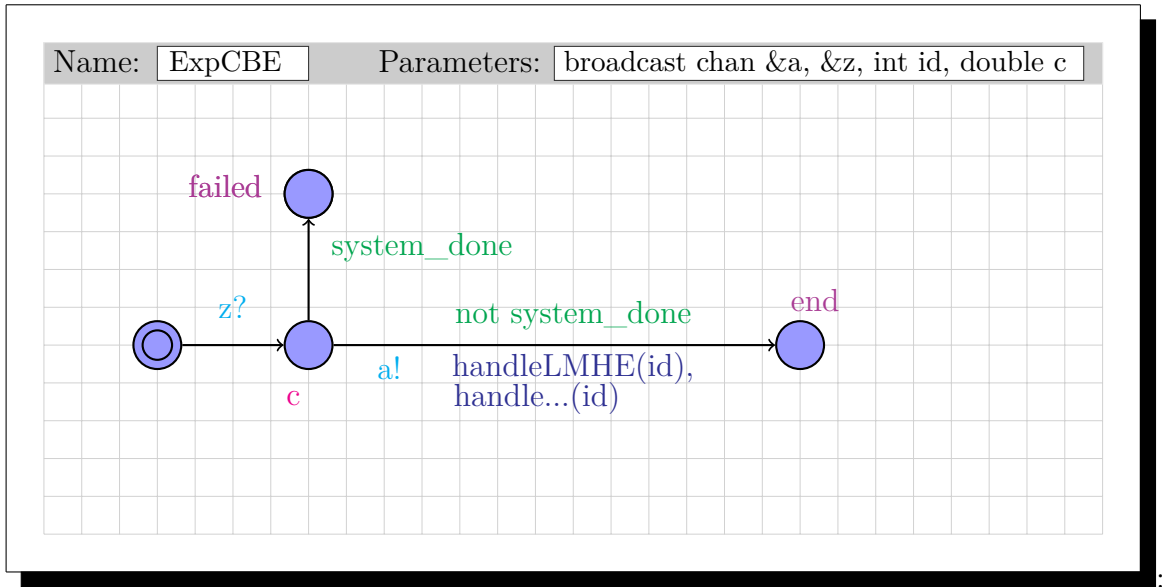 Name: ExpCBE Parameters: broadcast chan &a, &z, int id, double c
failed
system_done
z?
end
not system_done
a!
handleLMHE(id),
handle...(id)
c
.